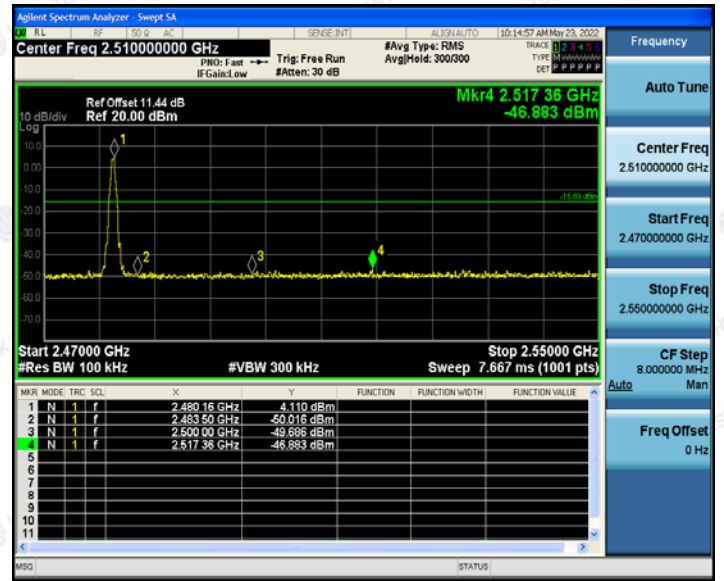 Agilent Spectrum Analyzer - Swept SA
RL RF 50 Ω AC SENSE:INT ALIGN AUTO 10:14:57 AM May 23, 2022
Center Freq 2.510000000 GHz
PNO: Fast
IFGain:Low
Trig: Free Run
#Atten: 30 dB
#Avg Type: RMS
Avg|Hold: 300/300
TRACE 1 2 3 4 5 6
TYPE M WWWWW
DET P P P P P P
Ref Offset 11.44 dB
10 dB/div Ref 20.00 dBm
Log
Mkr4 2.517 36 GHz
-46.883 dBm
10.0
0.00
-10.0
-20.0
-30.0
-40.0
-50.0
-60.0
-70.0
1
2
3
4
-15.89 dBm
Start 2.47000 GHz Stop 2.55000 GHz
#Res BW 100 kHz #VBW 300 kHz Sweep 7.667 ms (1001 pts)
MKR MODE TRC SCL X Y FUNCTION FUNCTION WIDTH FUNCTION VALUE
1 N 1 f 2.480 16 GHz 4.110 dBm
2 N 1 f 2.483 50 GHz -50.016 dBm
3 N 1 f 2.500 00 GHz -49.686 dBm
4 N 1 f 2.517 36 GHz -46.883 dBm
5
6
7
8
9
10
11
MSG STATUS
Frequency
Auto Tune
Center Freq
2.510000000 GHz
Start Freq
2.470000000 GHz
Stop Freq
2.550000000 GHz
CF Step
8.000000 MHz
Auto Man
Freq Offset
0 Hz